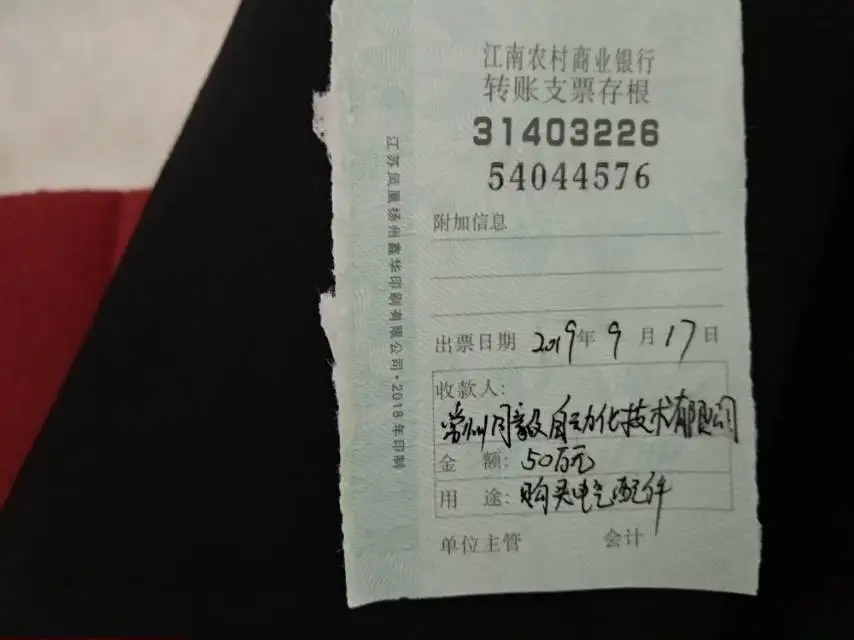 江南农村商业银行
转账支票存根
31403226
54044576
附加信息
出票日期 2019年9月17日
收款人:
常州同毅自动化技术有限公司
金 额: 50万元
用 途: 购买电气配件
单位主管 会计
江苏凤凰扬州鑫华印刷有限公司·2018年印制